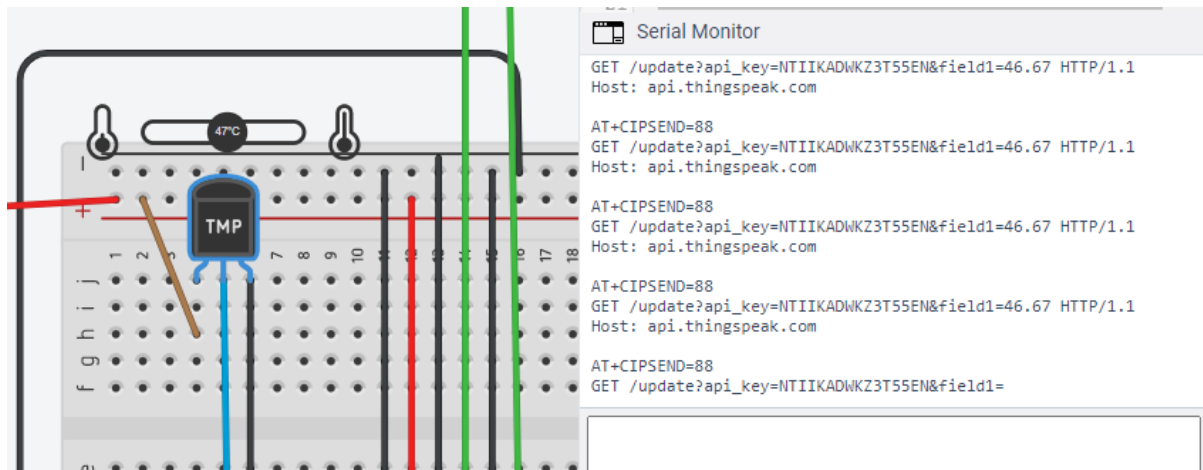 Serial Monitor
GET /update?api_key=NTIIKADWKZ3T55EN&field1=46.67 HTTP/1.1
Host: api.thingspeak.com
AT+CIPSEND=88
GET /update?api_key=NTIIKADWKZ3T55EN&field1=46.67 HTTP/1.1
Host: api.thingspeak.com
AT+CIPSEND=88
GET /update?api_key=NTIIKADWKZ3T55EN&field1=46.67 HTTP/1.1
Host: api.thingspeak.com
AT+CIPSEND=88
GET /update?api_key=NTIIKADWKZ3T55EN&field1=46.67 HTTP/1.1
Host: api.thingspeak.com
AT+CIPSEND=88
GET /update?api_key=NTIIKADWKZ3T55EN&field1=
47°C
−
+
TMP
1 2 3 7 8 9 10 11 12 13 14 15 16 17 18
j
i
h
g
f
e